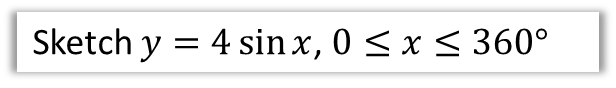 Sketch y = 4 sin x, 0 ≤ x ≤ 360°